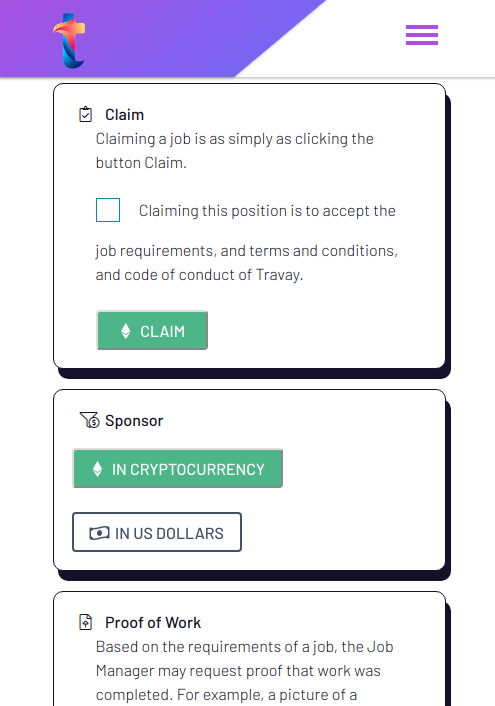 t
Claim
Claiming a job is as simply as clicking the
button Claim.
Claiming this position is to accept the
job requirements, and terms and conditions,
and code of conduct of Travay.
CLAIM
Sponsor
IN CRYPTOCURRENCY
IN US DOLLARS
Proof of Work
Based on the requirements of a job, the Job
Manager may request proof that work was
completed. For example, a picture of a